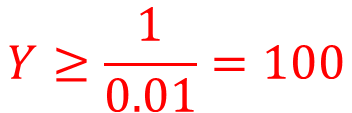 Y ≥ 1/0.01 = 100